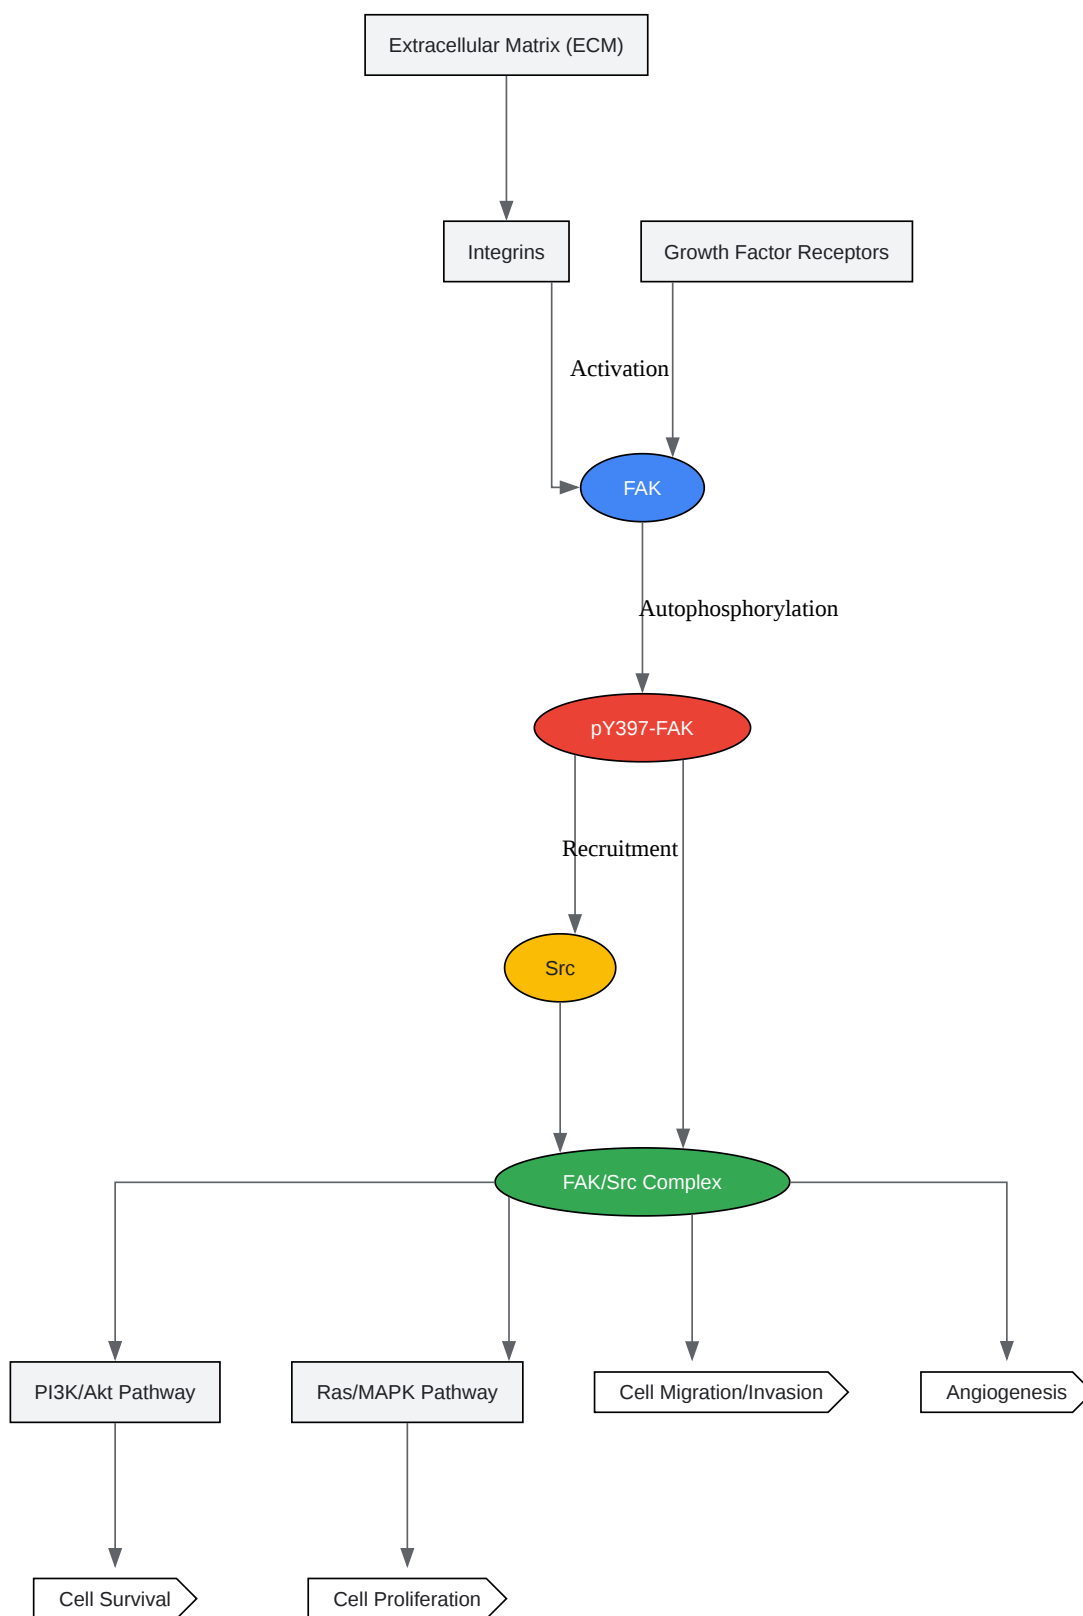 Extracellular Matrix (ECM)
Integrins
Growth Factor Receptors
Activation
FAK
Autophosphorylation
pY397-FAK
Recruitment
Src
FAK/Src Complex
PI3K/Akt Pathway
Ras/MAPK Pathway
Cell Migration/Invasion
Angiogenesis
Cell Survival
Cell Proliferation